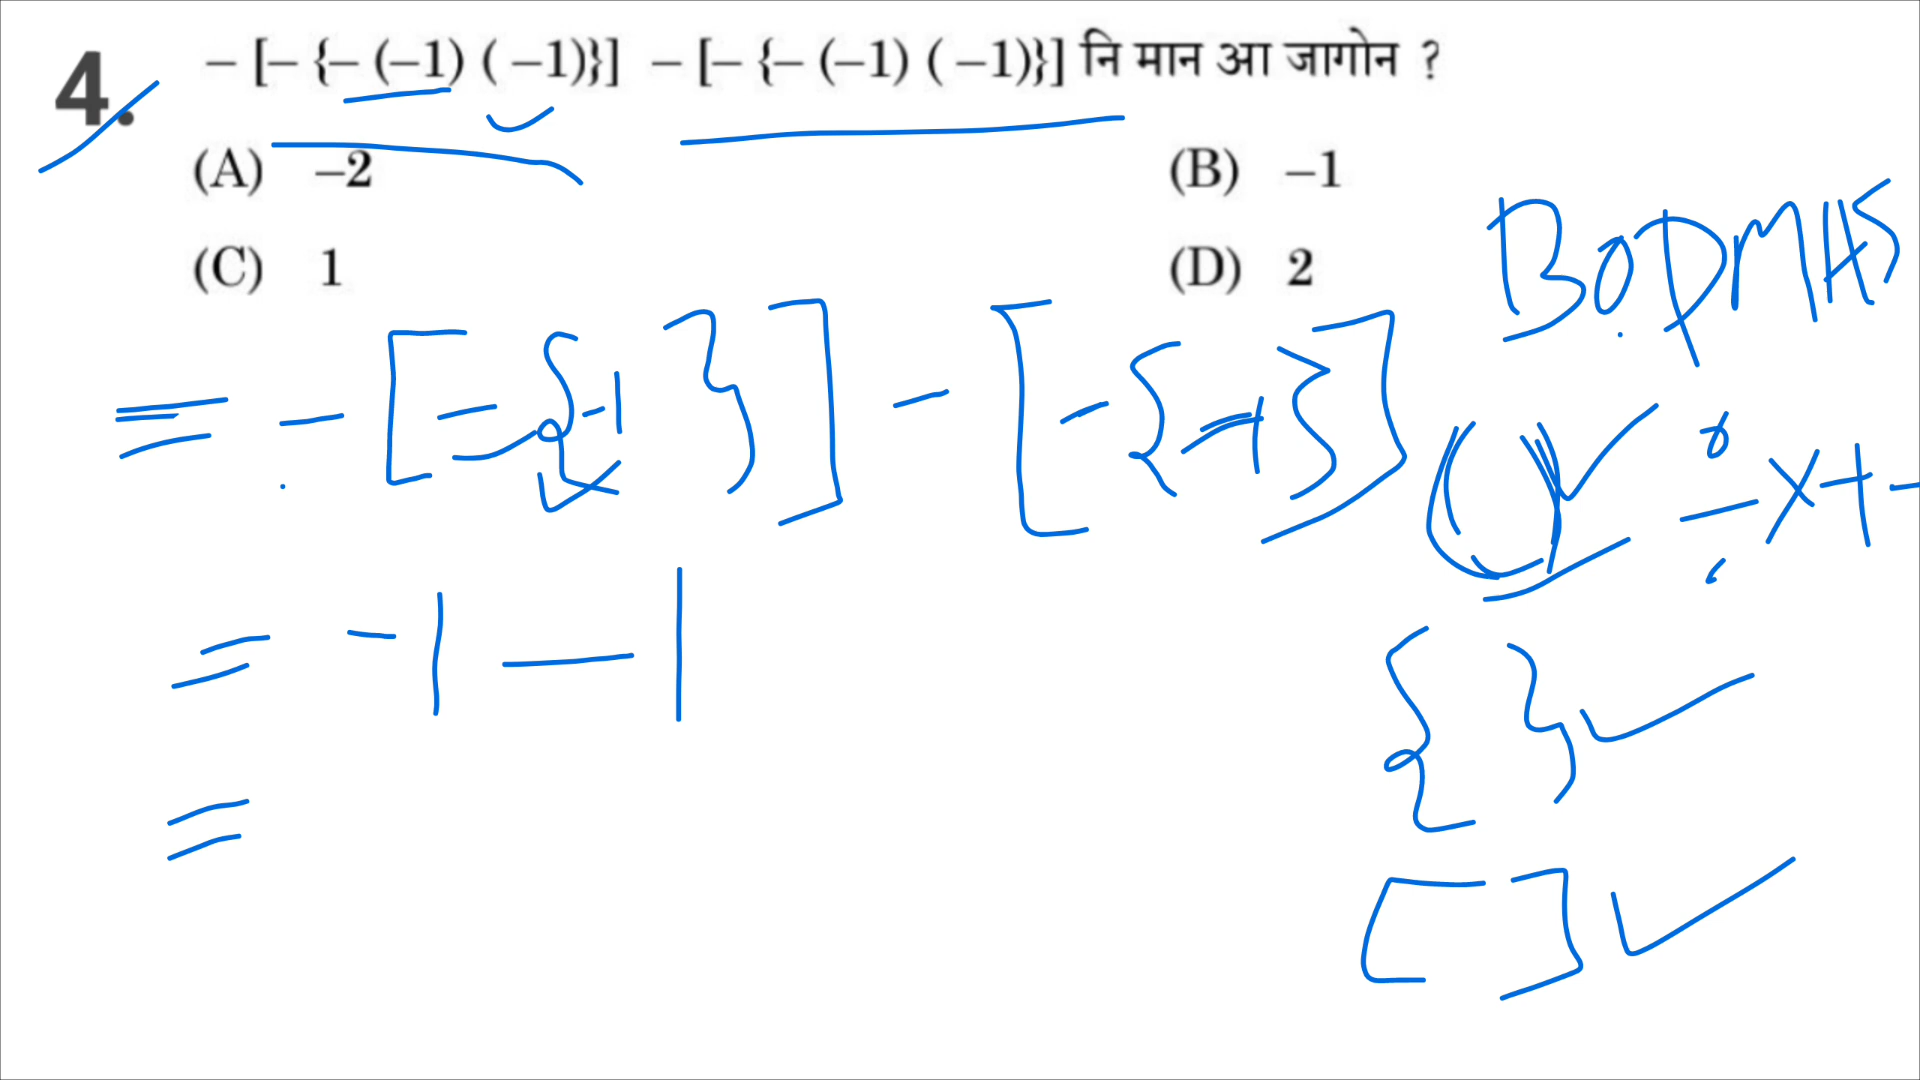 4. – [– {– (–1) ( –1)}] – [– {– (–1) ( –1)}] नि मान आ जागोन ?
(A) –2 (B) –1
(C) 1 (D) 2
BODMAS
= - [ - { -1 } ] - [ - { -1 } ]
( ) ÷ × + -
= -1 - 1
{ }
=
[ ]